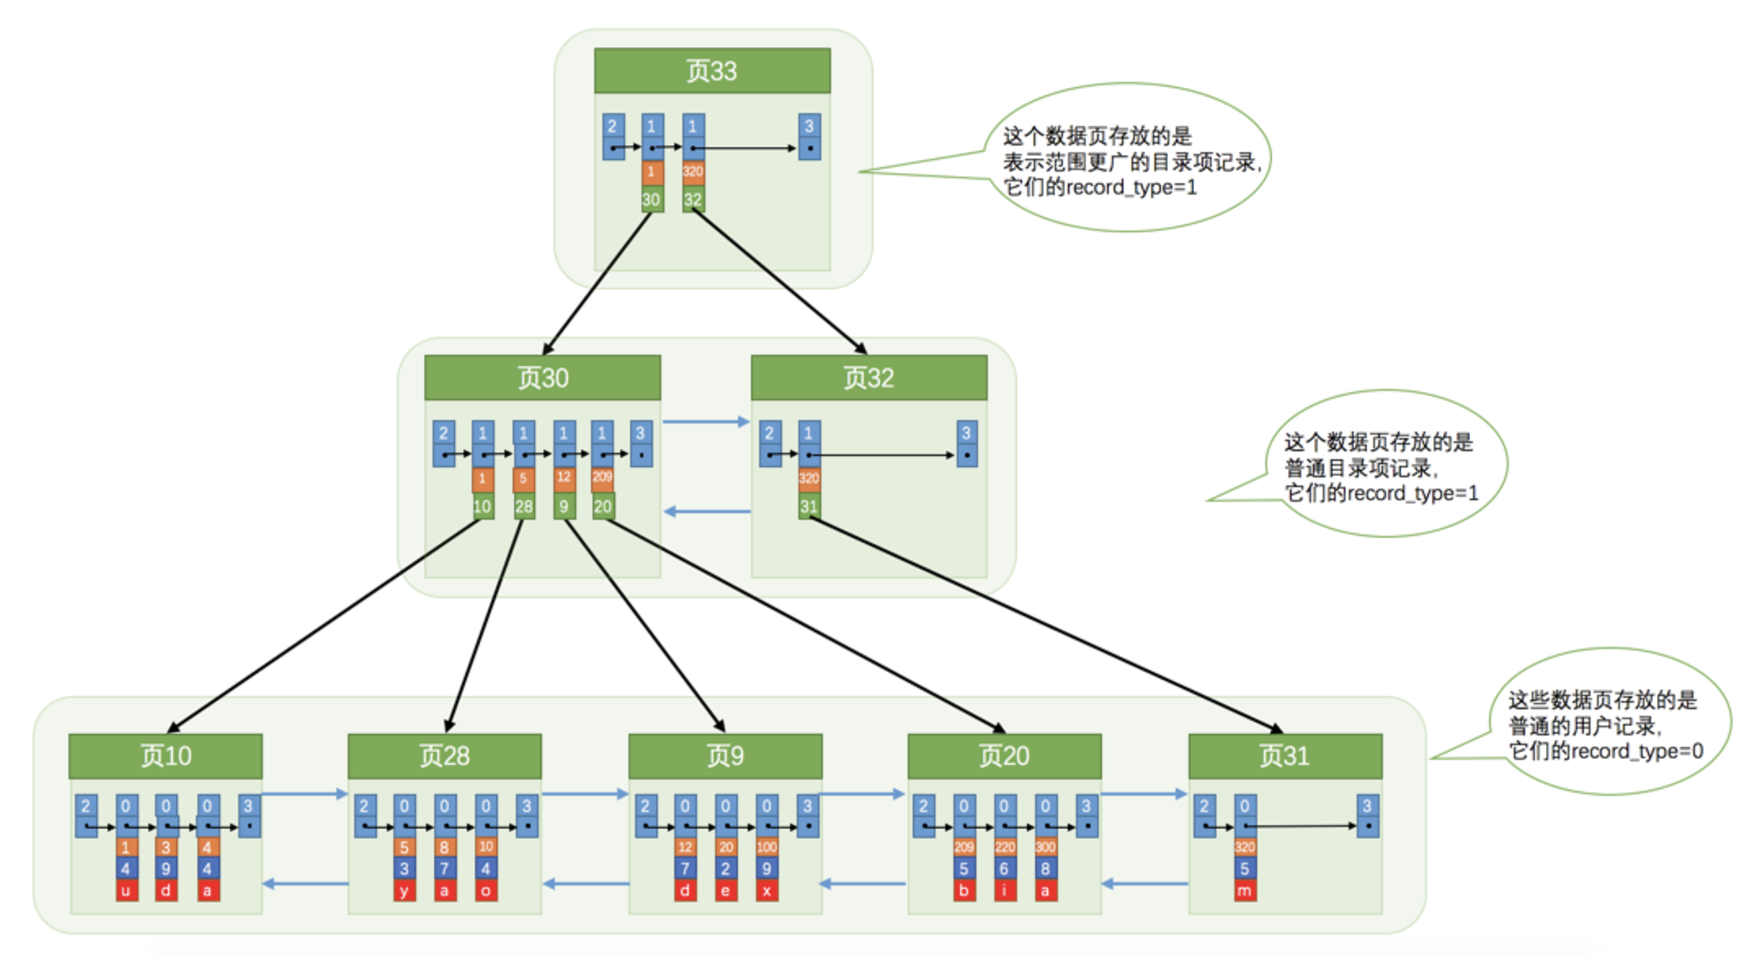 页33
2 1 1 3
1 320
30 32
这个数据页存放的是
表示范围更广的目录项记录,
它们的record_type=1
页30
2 1 1 1 1 3
1 5 12 209
10 28 9 20
页32
2 1 3
320
31
这个数据页存放的是
普通目录项记录,
它们的record_type=1
页10
2 0 0 0 3
1 3 4
4 9 4
u d a
页28
2 0 0 0 3
5 8 10
3 7 4
y a o
页9
2 0 0 0 3
12 20 100
7 2 9
d e x
页20
2 0 0 0 3
209 220 300
5 6 8
b i a
页31
2 0 3
320
5
m
这些数据页存放的是
普通的用户记录,
它们的record_type=0